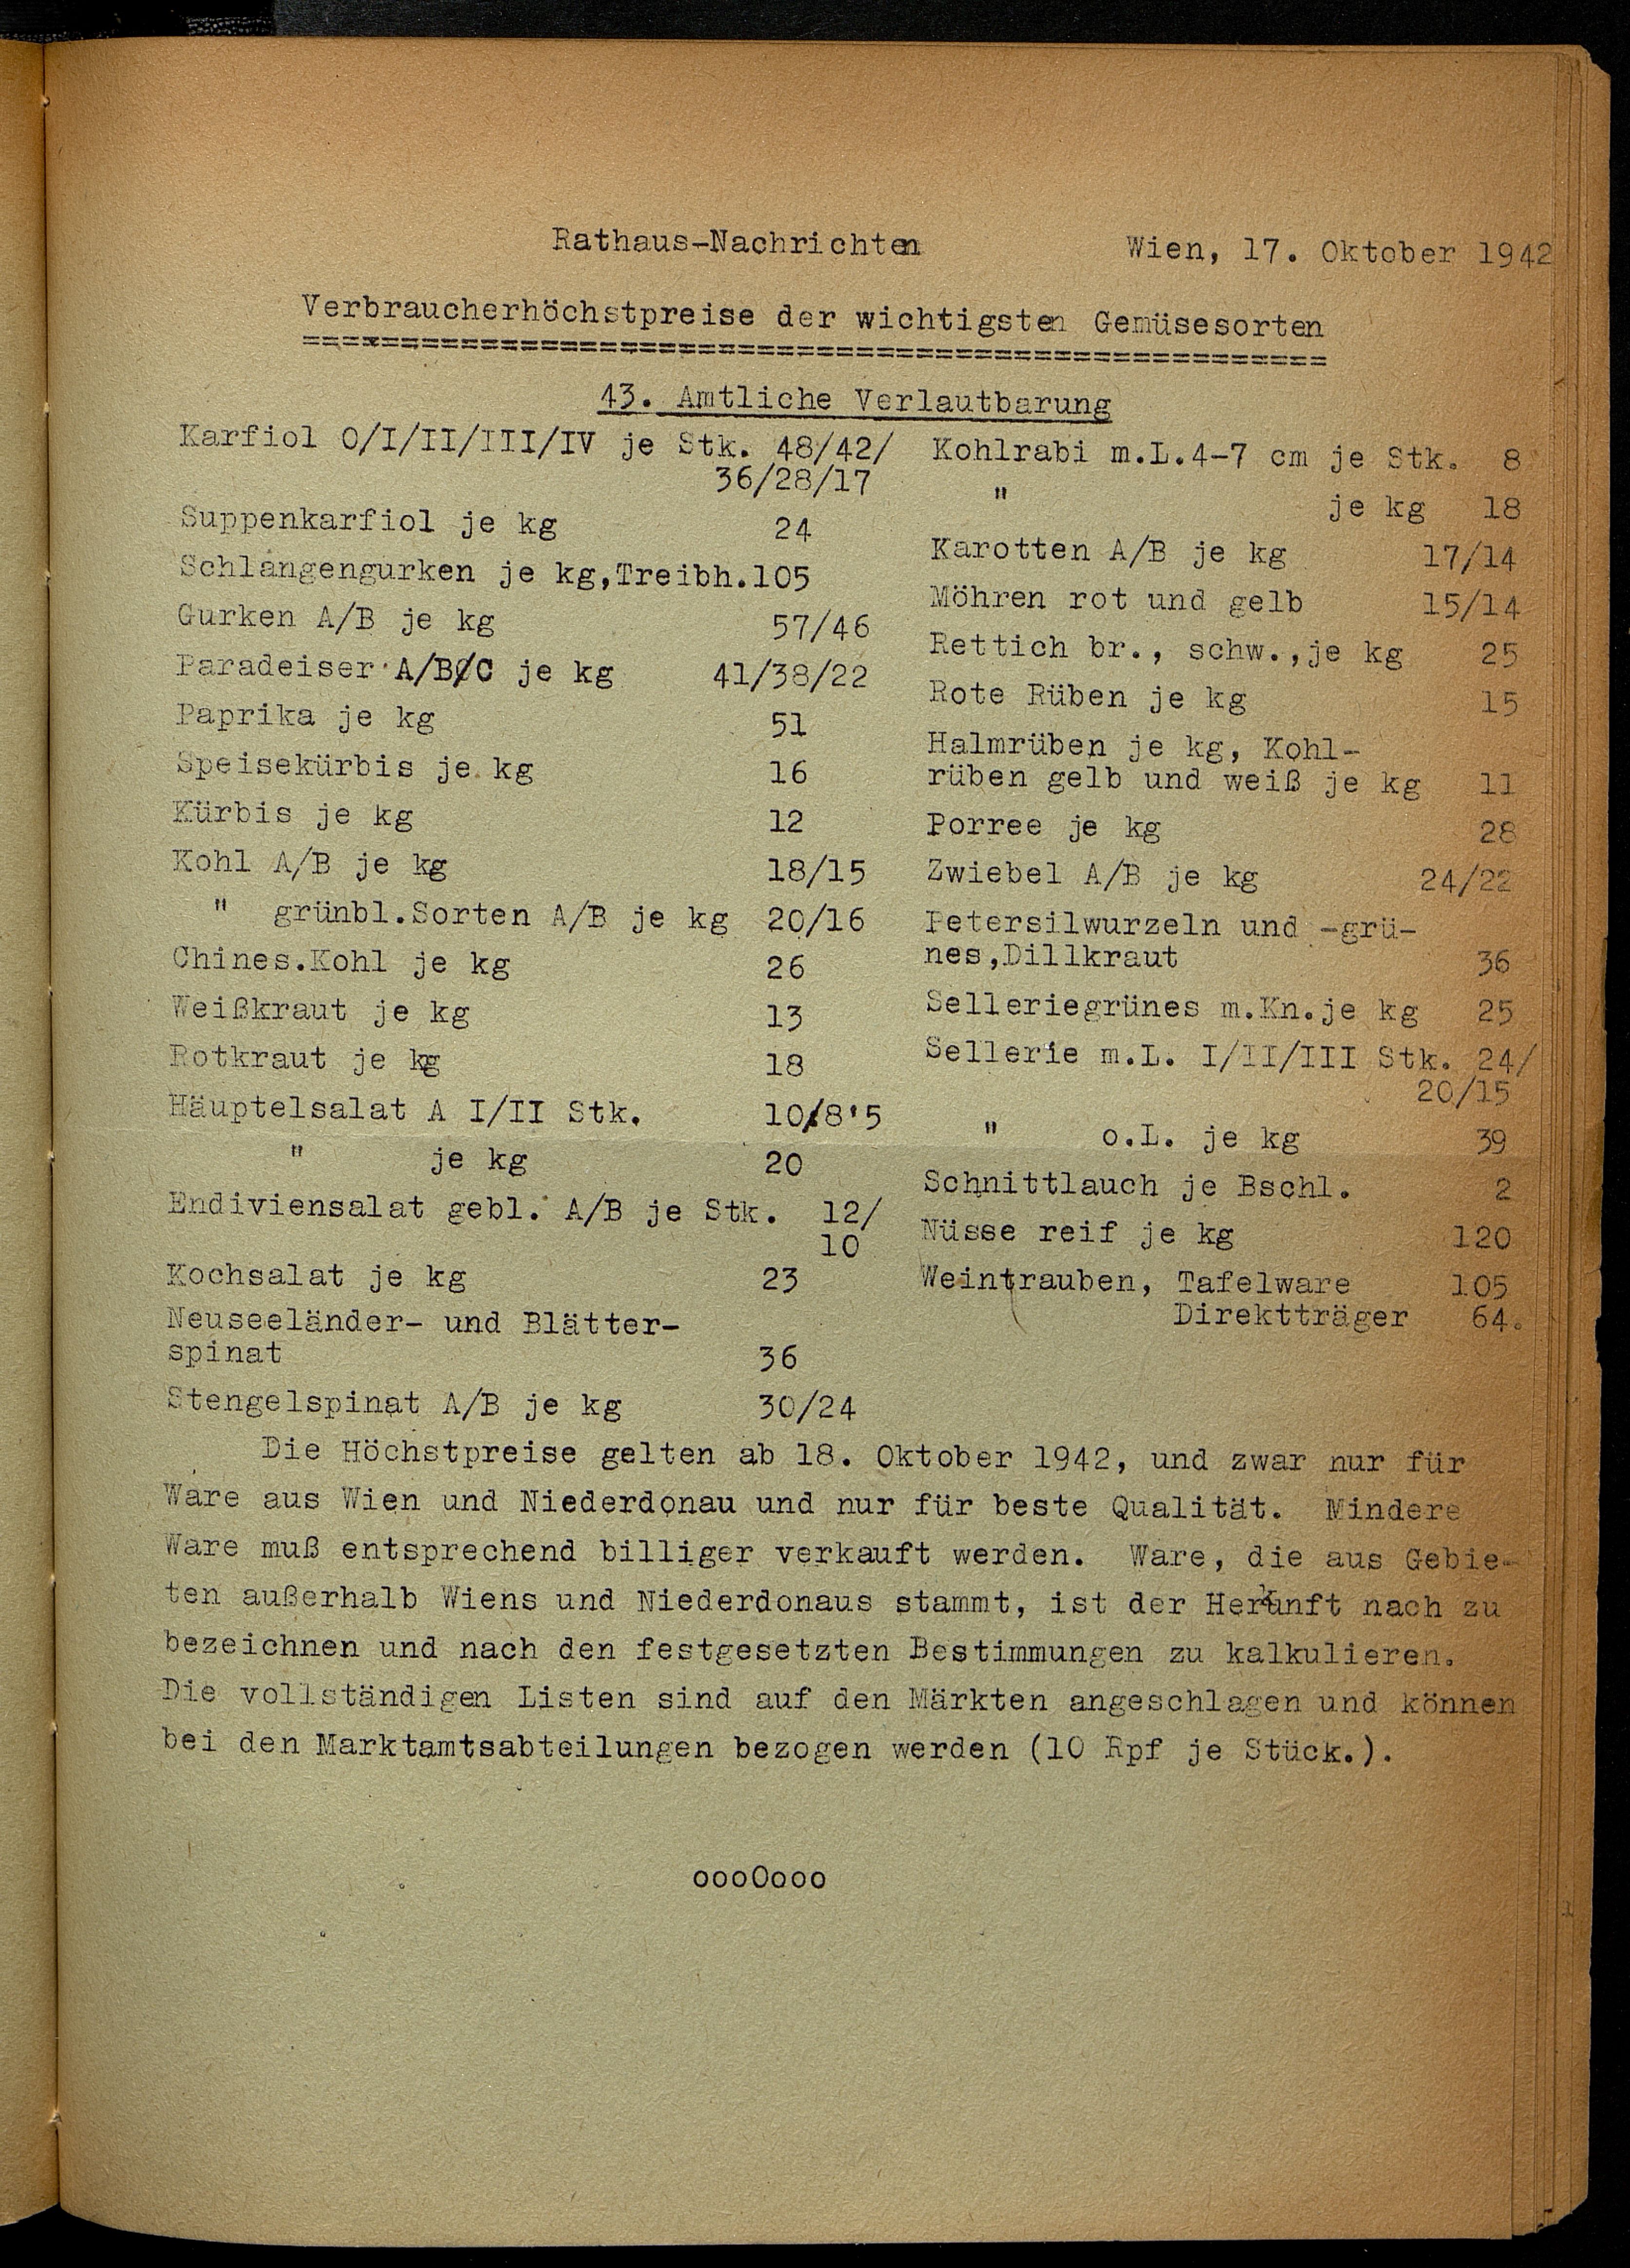 Rathaus-Nachrichten Wien, 17. Oktober 1942
Verbraucherhöchstpreise der wichtigsten Gemüsesorten
====================================================
43. Amtliche Verlautbarung
Karfiol O/I/II/III/IV je Stk. 48/42/
36/28/17
Suppenkarfiol je kg 24
Schlangengurken je kg,Treibh.105
Gurken A/B je kg 57/46
Paradeiser A/B/C je kg 41/38/22
Paprika je kg 51
Speisekürbis je kg 16
Kürbis je kg 12
Kohl A/B je kg 18/15
" grünbl.Sorten A/B je kg 20/16
Chines.Kohl je kg 26
Weißkraut je kg 13
Rotkraut je kg 18
Häuptelsalat A I/II Stk. 10/8'5
" je kg 20
Endiviensalat gebl. A/B je Stk. 12/
10
Kochsalat je kg 23
Neuseeländer- und Blätter-
spinat 36
Stengelspinat A/B je kg 30/24
Kohlrabi m.L.4-7 cm je Stk. 8
" je kg 18
Karotten A/B je kg 17/14
Möhren rot und gelb 15/14
Rettich br., schw.,je kg 25
Rote Rüben je kg 15
Halmrüben je kg, Kohl-
rüben gelb und weiß je kg 11
Porree je kg 28
Zwiebel A/B je kg 24/22
Petersilwurzeln und -grü-
nes,Dillkraut 36
Selleriegrünes m.Kn.je kg 25
Sellerie m.L. I/II/III Stk. 24/
20/15
" o.L. je kg 39
Schnittlauch je Bschl. 2
Nüsse reif je kg 120
Weintrauben, Tafelware 105
Direktträger 64.
Die Höchstpreise gelten ab 18. Oktober 1942, und zwar nur für
Ware aus Wien und Niederdonau und nur für beste Qualität. Mindere
Ware muß entsprechend billiger verkauft werden. Ware, die aus Gebie-
ten außerhalb Wiens und Niederdonaus stammt, ist der Herkunft nach zu
bezeichnen und nach den festgesetzten Bestimmungen zu kalkulieren.
Die vollständigen Listen sind auf den Märkten angeschlagen und können
bei den Marktamtsabteilungen bezogen werden (10 Rpf je Stück.).
oooOooo